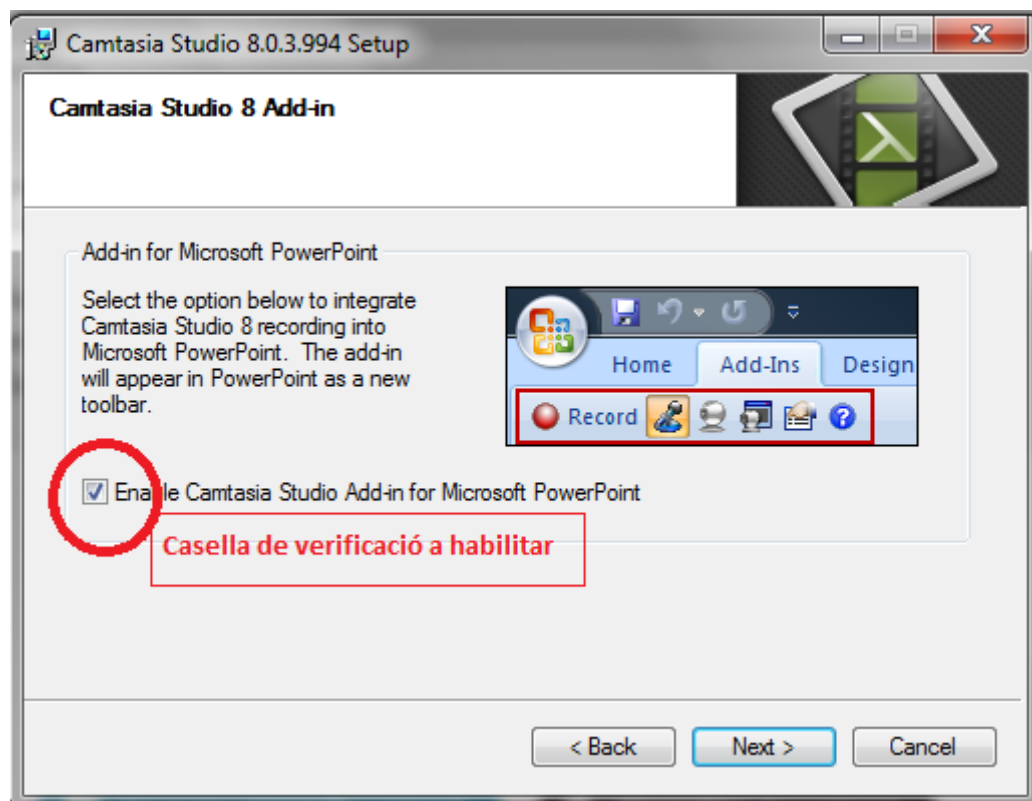 Camtasia Studio 8.0.3.994 Setup
Camtasia Studio 8 Add-in
Add-in for Microsoft PowerPoint
Select the option below to integrate
Camtasia Studio 8 recording into
Microsoft PowerPoint. The add-in
will appear in PowerPoint as a new
toolbar.
Home Add-Ins Design
Record
Enable Camtasia Studio Add-in for Microsoft PowerPoint
Casella de verificació a habilitar
< Back Next > Cancel